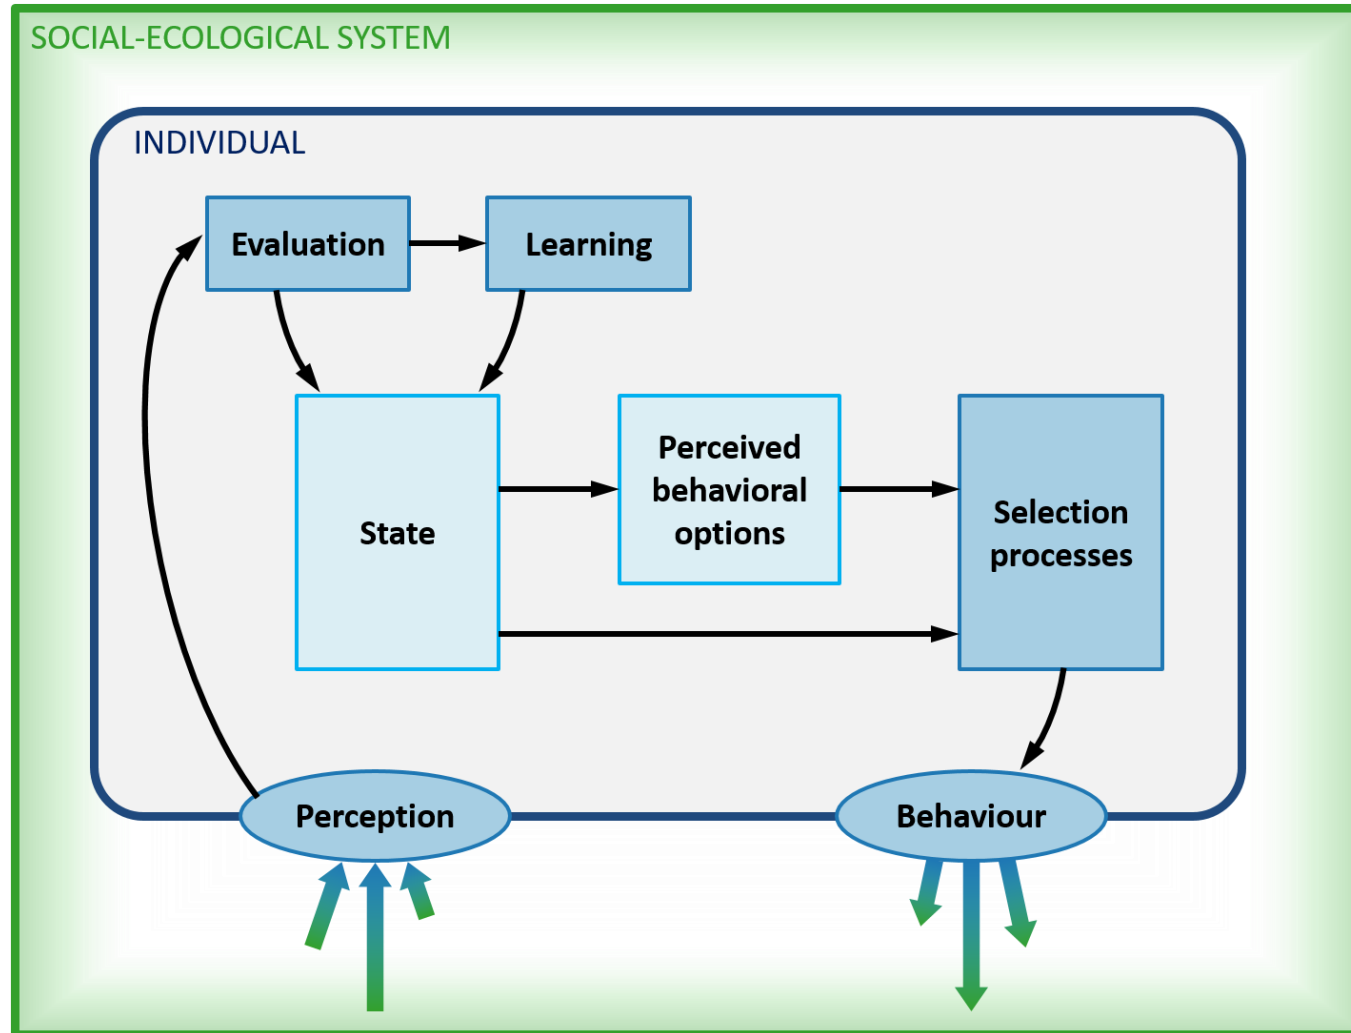 SOCIAL-ECOLOGICAL SYSTEM
INDIVIDUAL
Evaluation
Learning
State
Perceived
behavioral
options
Selection
processes
Perception
Behaviour